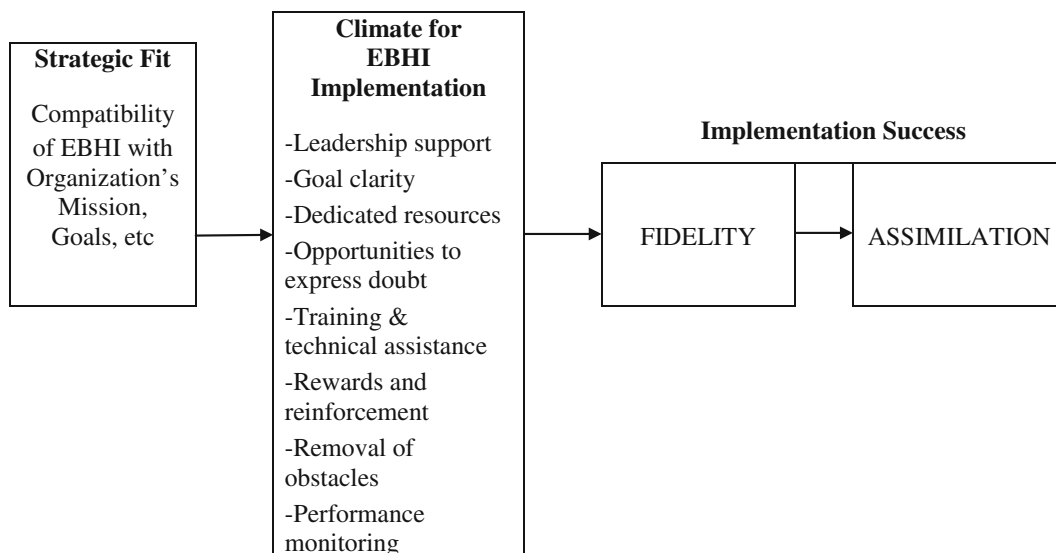 Strategic Fit
Compatibility
of EBHI with
Organization's
Mission,
Goals, etc
Climate for
EBHI
Implementation
-Leadership support
-Goal clarity
-Dedicated resources
-Opportunities to
express doubt
-Training &
technical assistance
-Rewards and
reinforcement
-Removal of
obstacles
-Performance
monitoring
Implementation Success
FIDELITY
ASSIMILATION